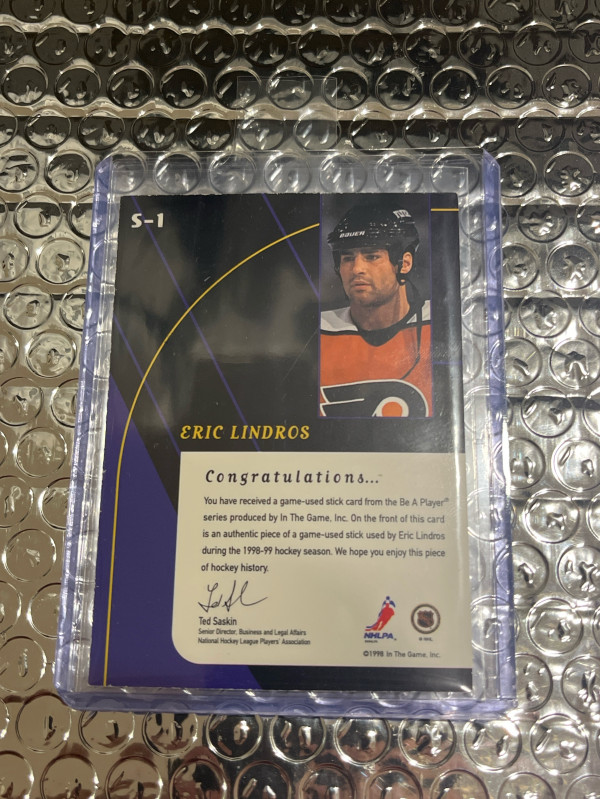 S-1
BAUER
ERIC LINDROS
Congratulations...
You have received a game-used stick card from the Be A Player®
series produced by In The Game, Inc. On the front of this card
is an authentic piece of a game-used stick used by Eric Lindros
during the 1998-99 hockey season. We hope you enjoy this piece
of hockey history.
Ted Saskin
Senior Director, Business and Legal Affairs
National Hockey League Players' Association
NHLPA
© NHL
©1998 In The Game, Inc.